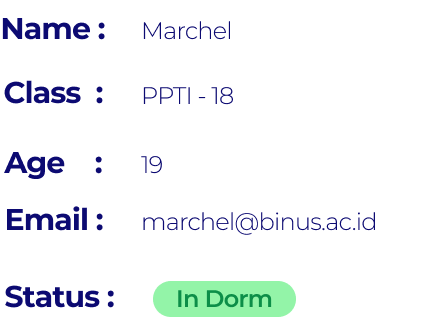 Name : Marchel
Class : PPTI - 18
Age : 19
Email : marchel@binus.ac.id
Status : In Dorm